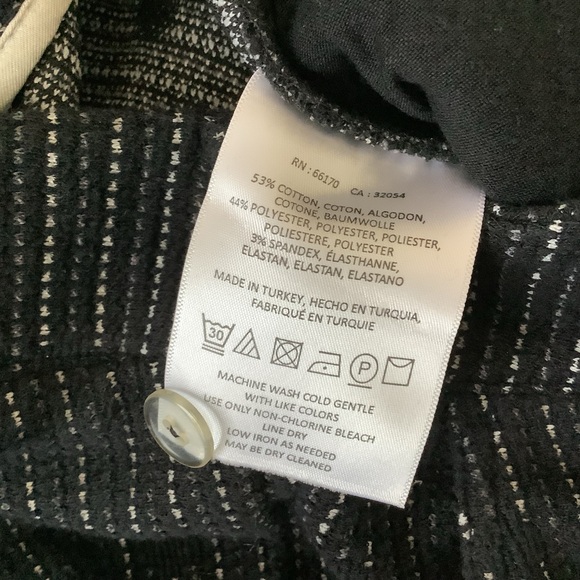 RN : 66170 CA : 32054
53% COTTON, COTON, ALGODON,
COTONE, BAUMWOLLE
44% POLYESTER, POLYESTER, POLIESTER,
POLIESTERE, POLYESTER
3% SPANDEX, ÉLASTHANNE,
ELASTAN, ELASTAN, ELASTANO
MADE IN TURKEY, HECHO EN TURQUIA,
FABRIQUÉ EN TURQUIE
30 P
MACHINE WASH COLD GENTLE
WITH LIKE COLORS
USE ONLY NON-CHLORINE BLEACH
LINE DRY
LOW IRON AS NEEDED
MAY BE DRY CLEANED